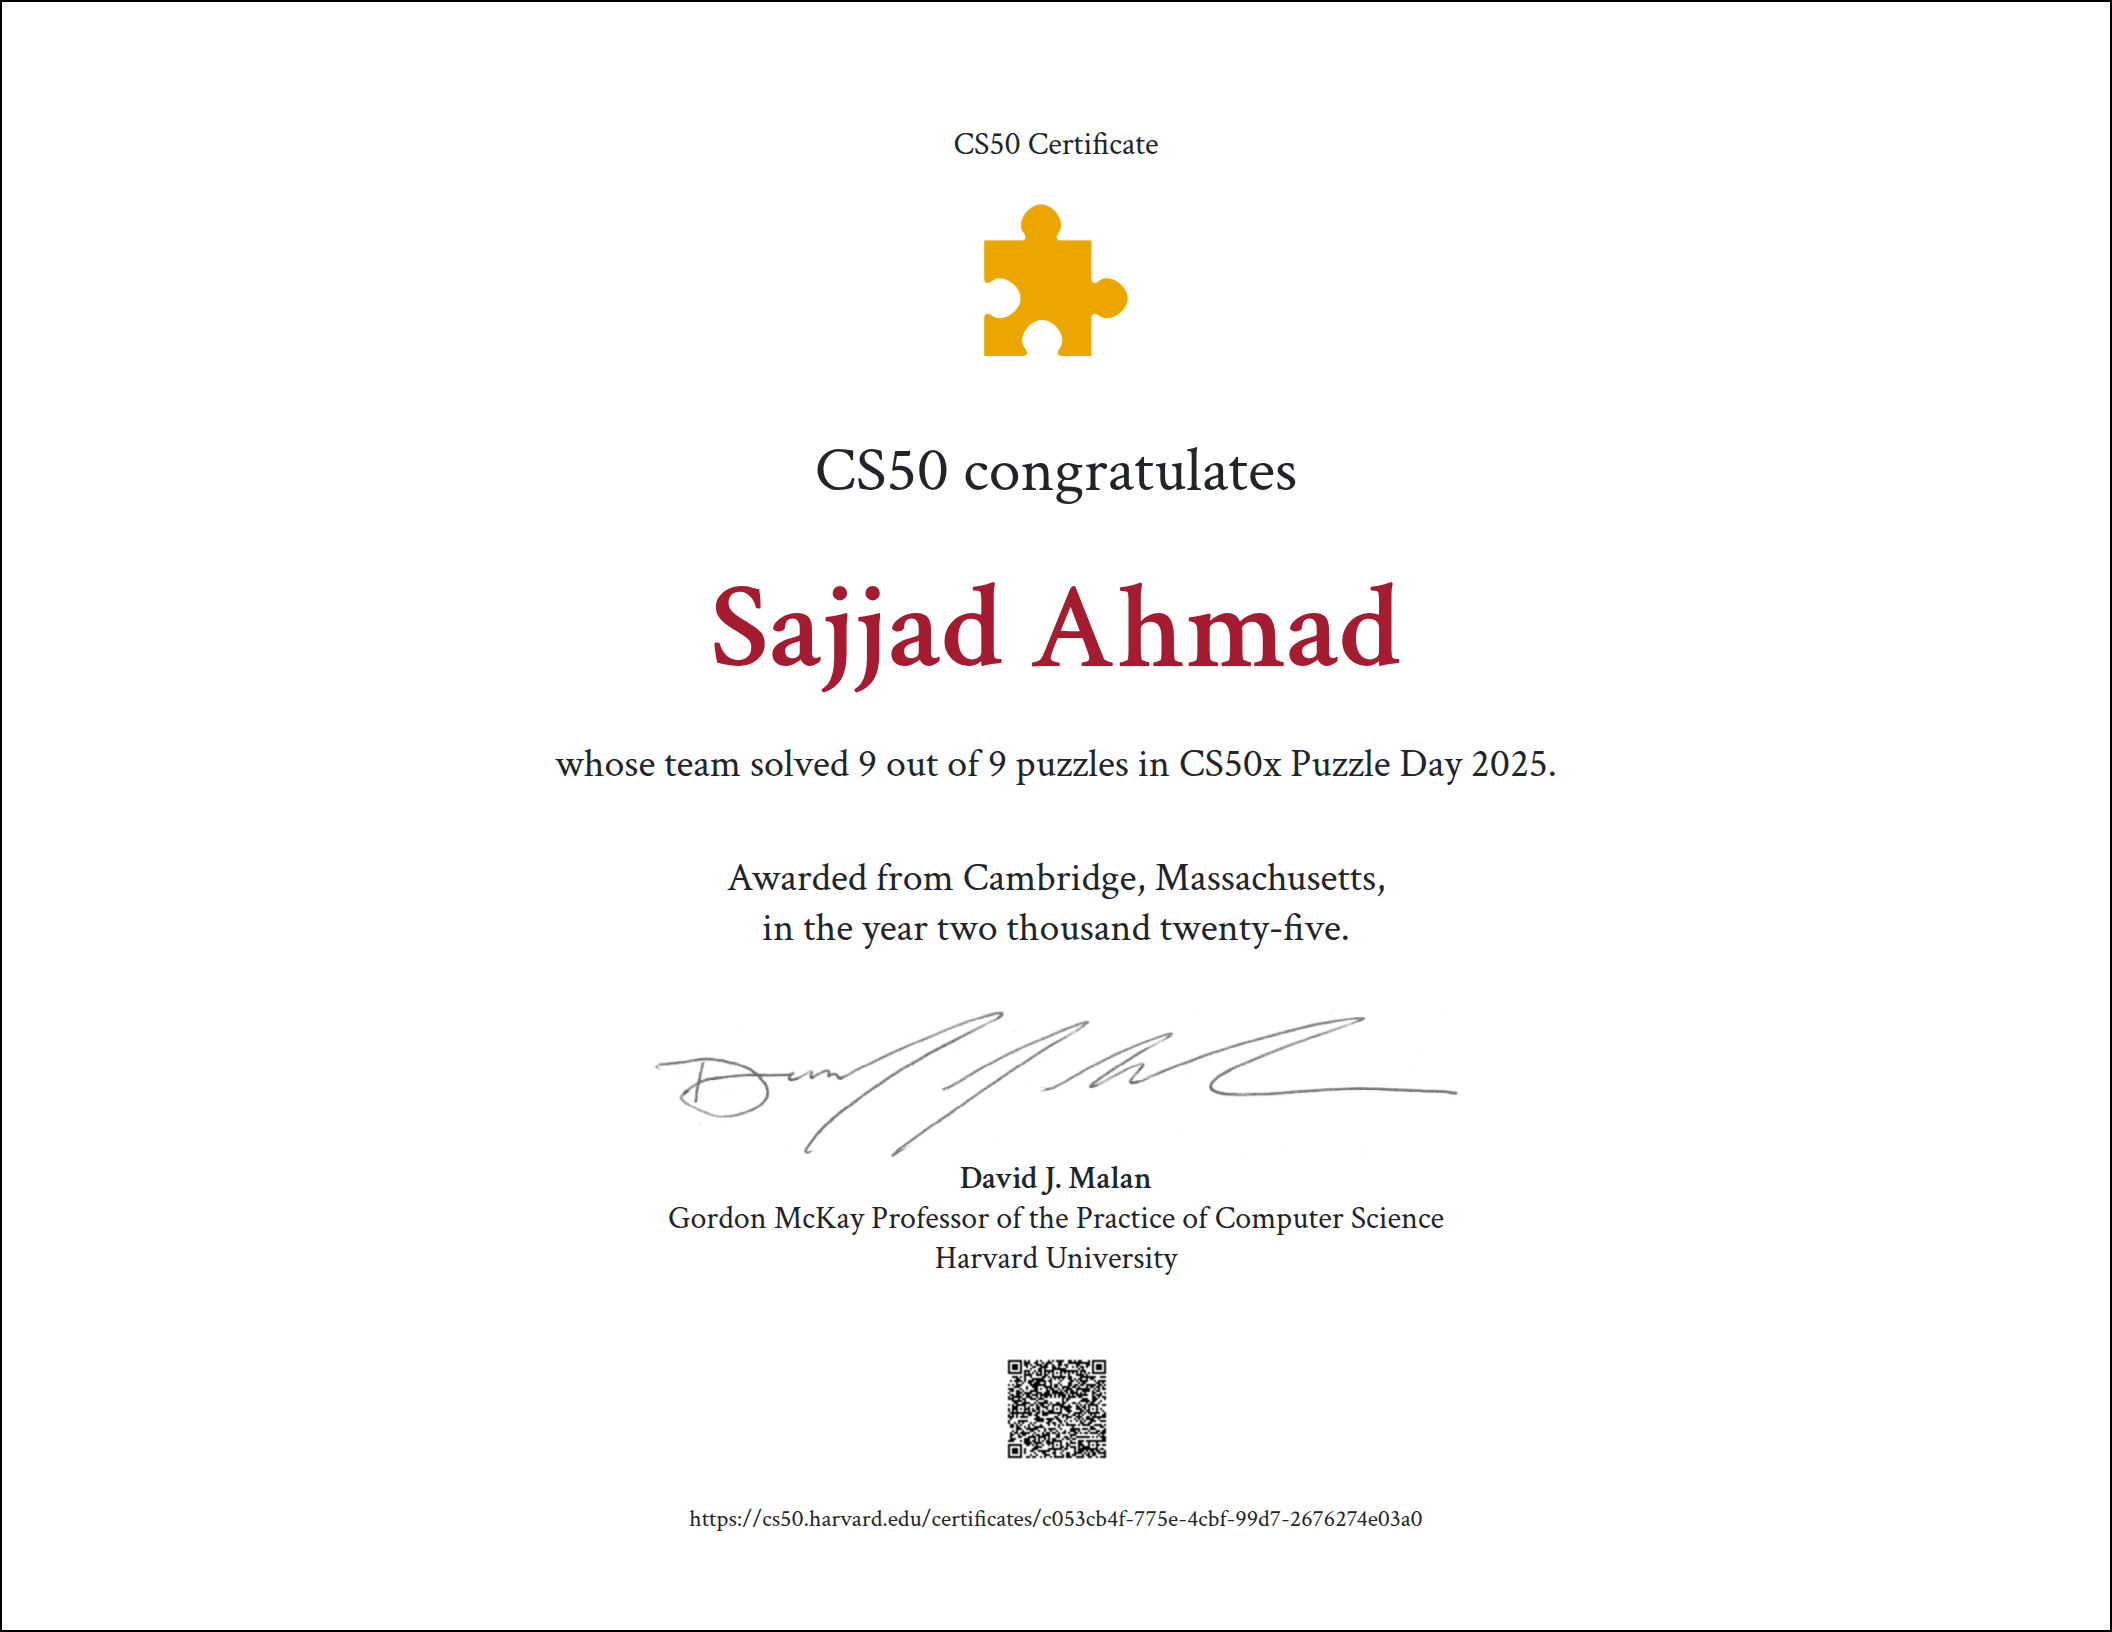 CS50 Certificate
CS50 congratulates
Sajjad Ahmad
whose team solved 9 out of 9 puzzles in CS50x Puzzle Day 2025.
Awarded from Cambridge, Massachusetts,
in the year two thousand twenty-five.
David J. Malan
Gordon McKay Professor of the Practice of Computer Science
Harvard University
https://cs50.harvard.edu/certificates/c053cb4f-775e-4cbf-99d7-2676274e03a0